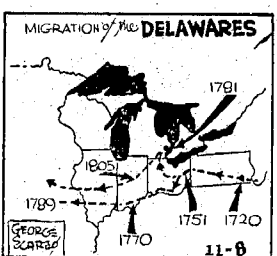 MIGRATION of the DELAWARES
1781
1805
1789
1770
1751
1720
GEORGE
SCARBO
11-8